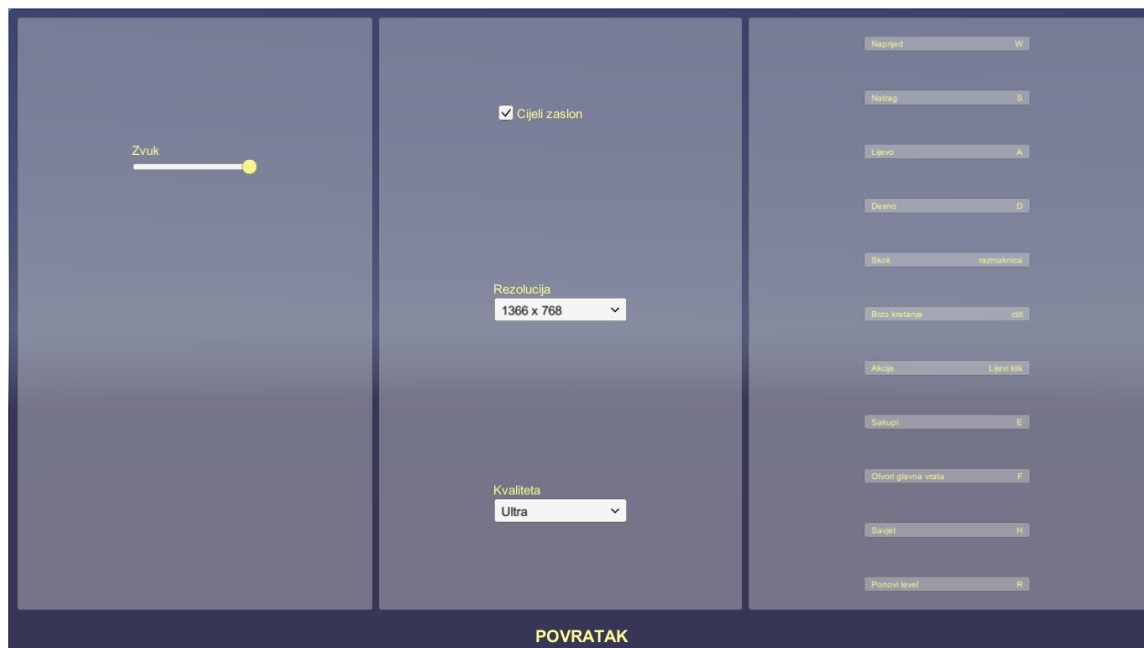 Zvuk
Cijeli zaslon
Rezolucija
1366 x 768
Kvaliteta
Ultra
Naprijed W
Natrag S
Lijevo A
Desno D
Skok razmaknica
Brzo kretanje ctrl
Akcija Lijevi klik
Sakupi E
Otvori glavna vrata F
Savjet H
Ponovi level R
POVRATAK